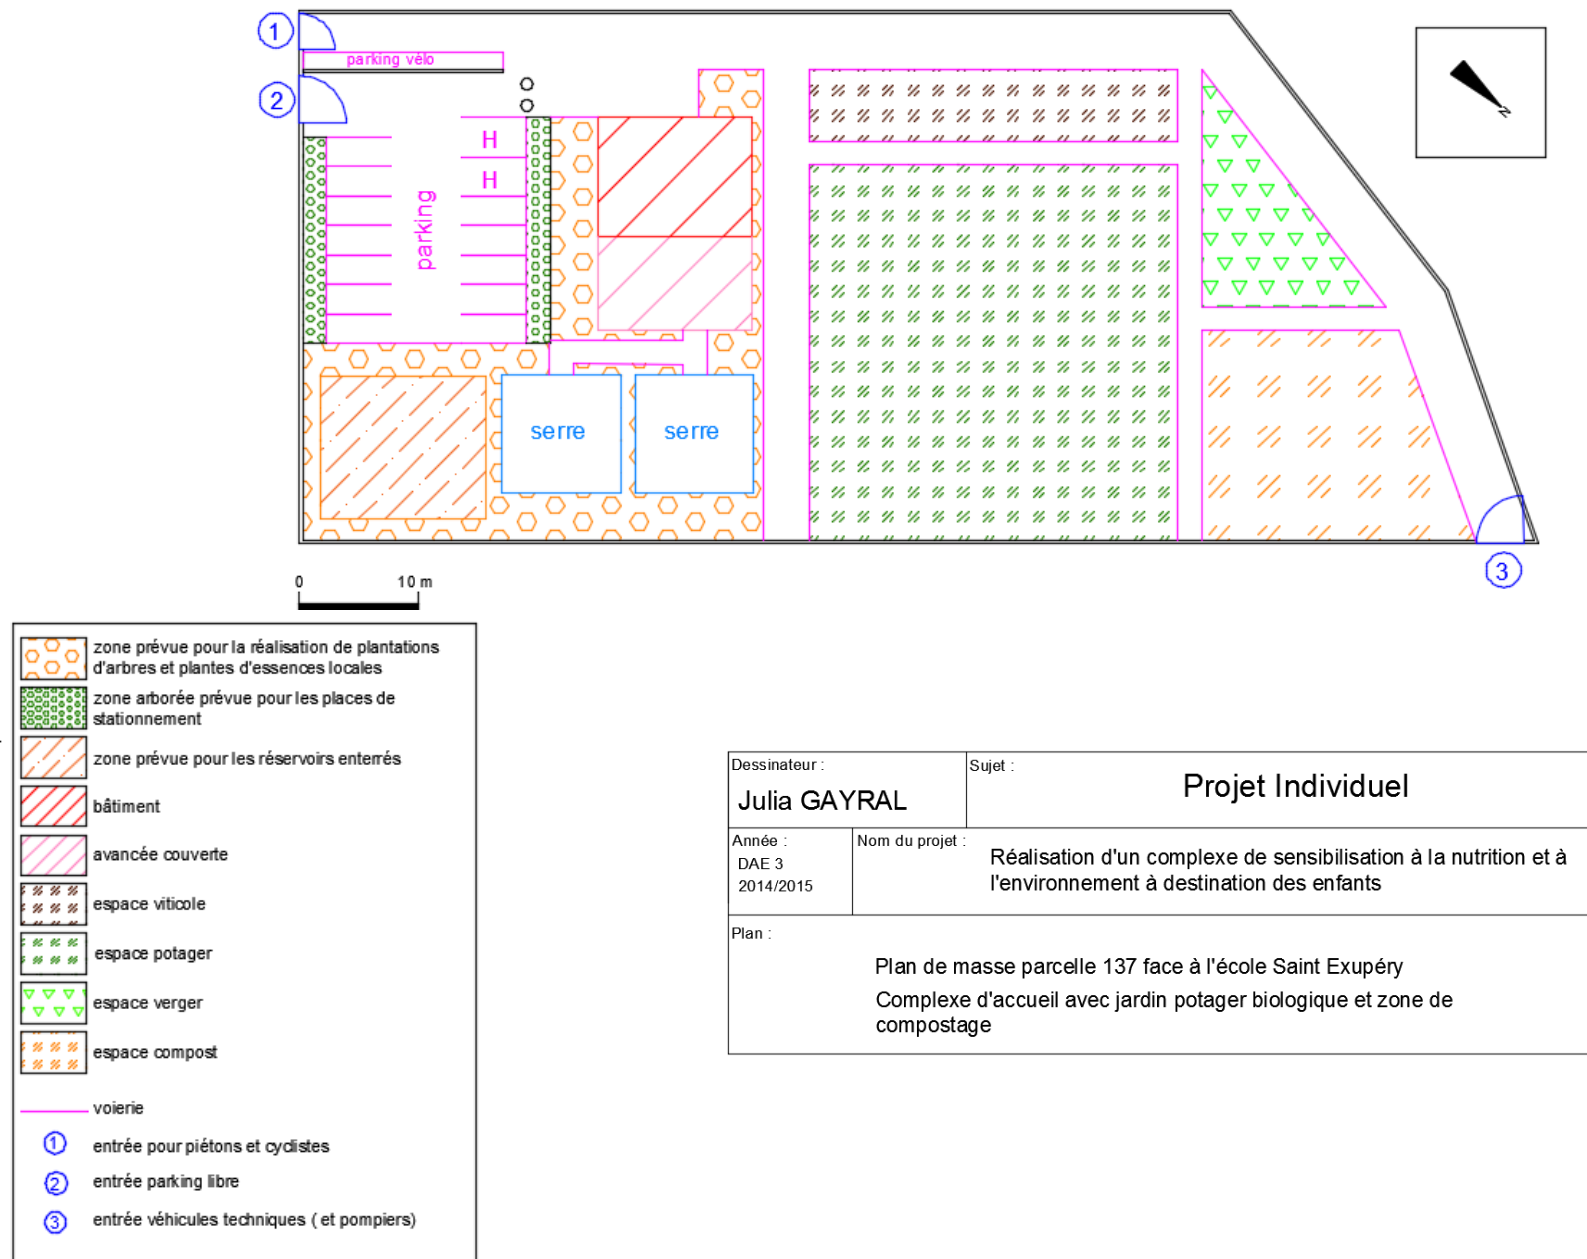 1
parking vélo
2
H
H
parking
N
serre
serre
3
0 10 m
zone prévue pour la réalisation de plantations
d'arbres et plantes d'essences locales
zone arborée prévue pour les places de
stationnement
zone prévue pour les réservoirs enterrés
bâtiment
avancée couverte
espace viticole
espace potager
espace verger
espace compost
voierie
1 entrée pour piétons et cyclistes
2 entrée parking libre
3 entrée véhicules techniques ( et pompiers)
Dessinateur :
Julia GAYRAL
Sujet :
Projet Individuel
Année :
DAE 3
2014/2015
Nom du projet :
Réalisation d'un complexe de sensibilisation à la nutrition et à
l'environnement à destination des enfants
Plan :
Plan de masse parcelle 137 face à l'école Saint Exupéry
Complexe d'accueil avec jardin potager biologique et zone de
compostage